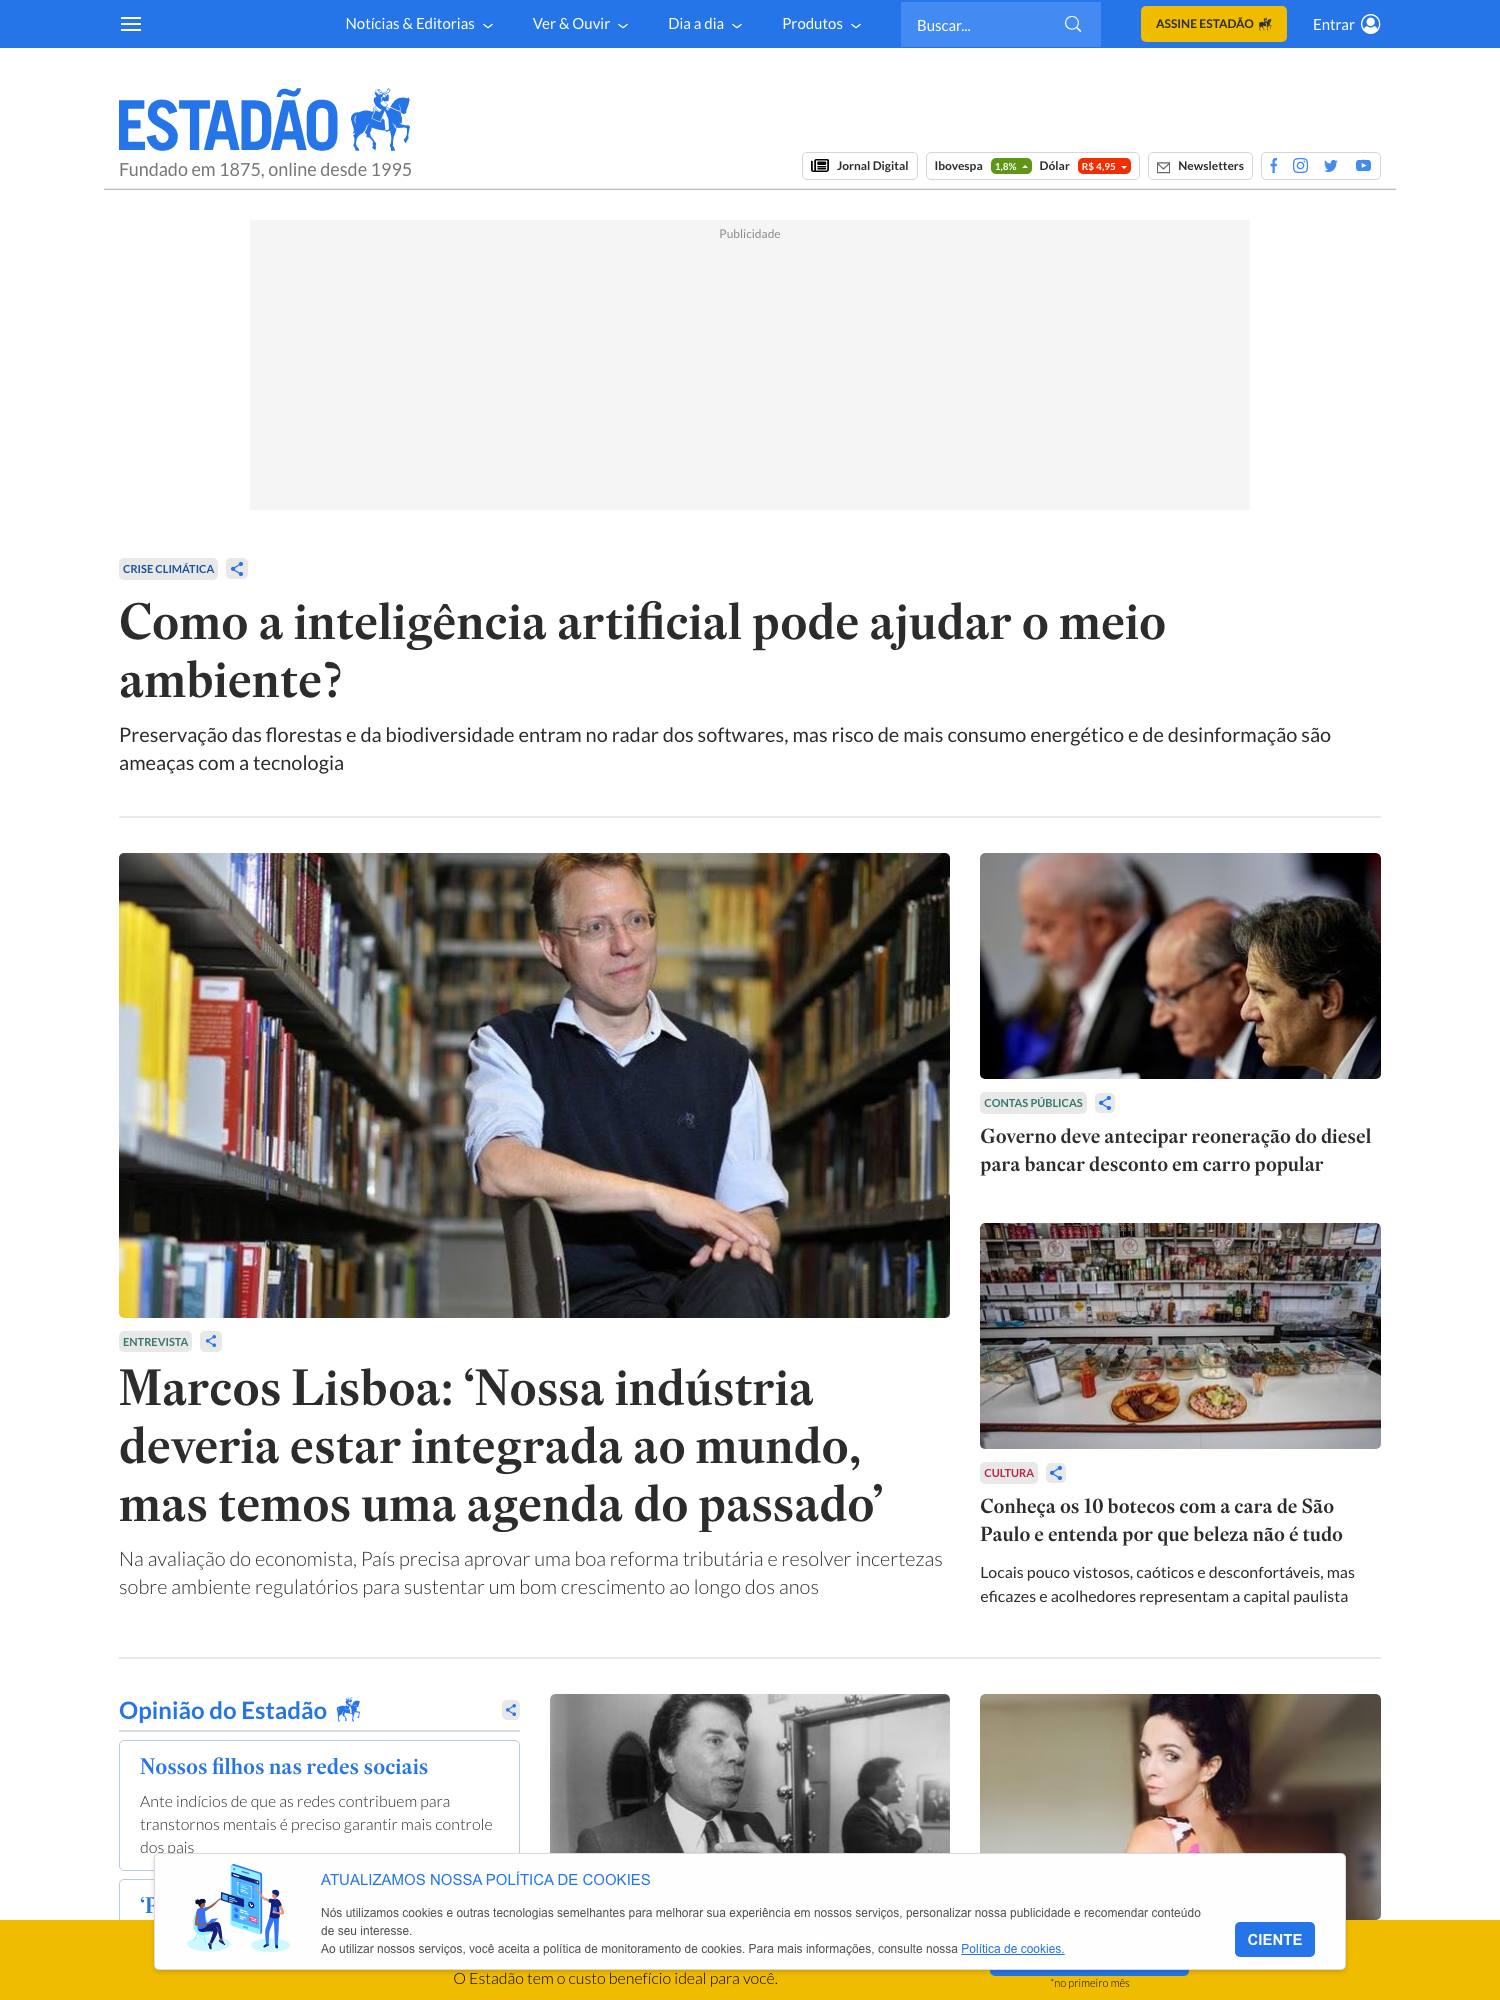 Notícias & Editorias
Ver & Ouvir
Dia a dia
Produtos
Buscar...
ASSINE ESTADÃO
Entrar
ESTADÃO
Fundado em 1875, online desde 1995
Jornal Digital
Ibovespa 1,8% Dólar R$ 4,95
Newsletters
Publicidade
CRISE CLIMÁTICA
Como a inteligência artificial pode ajudar o meio
ambiente?
Preservação das florestas e da biodiversidade entram no radar dos softwares, mas risco de mais consumo energético e de desinformação são
ameaças com a tecnologia
ENTREVISTA
Marcos Lisboa: ‘Nossa indústria
deveria estar integrada ao mundo,
mas temos uma agenda do passado’
Na avaliação do economista, País precisa aprovar uma boa reforma tributária e resolver incertezas
sobre ambiente regulatórios para sustentar um bom crescimento ao longo dos anos
CONTAS PÚBLICAS
Governo deve antecipar reoneração do diesel
para bancar desconto em carro popular
CULTURA
Conheça os 10 botecos com a cara de São
Paulo e entenda por que beleza não é tudo
Locais pouco vistosos, caóticos e desconfortáveis, mas
eficazes e acolhedores representam a capital paulista
Opinião do Estadão
Nossos filhos nas redes sociais
Ante indícios de que as redes contribuem para
transtornos mentais é preciso garantir mais controle
dos pais
ATUALIZAMOS NOSSA POLÍTICA DE COOKIES
Nós utilizamos cookies e outras tecnologias semelhantes para melhorar sua experiência em nossos serviços, personalizar nossa publicidade e recomendar conteúdo
de seu interesse.
Ao utilizar nossos serviços, você aceita a política de monitoramento de cookies. Para mais informações, consulte nossa Política de cookies.
CIENTE
O Estadão tem o custo benefício ideal para você.
*no primeiro mês